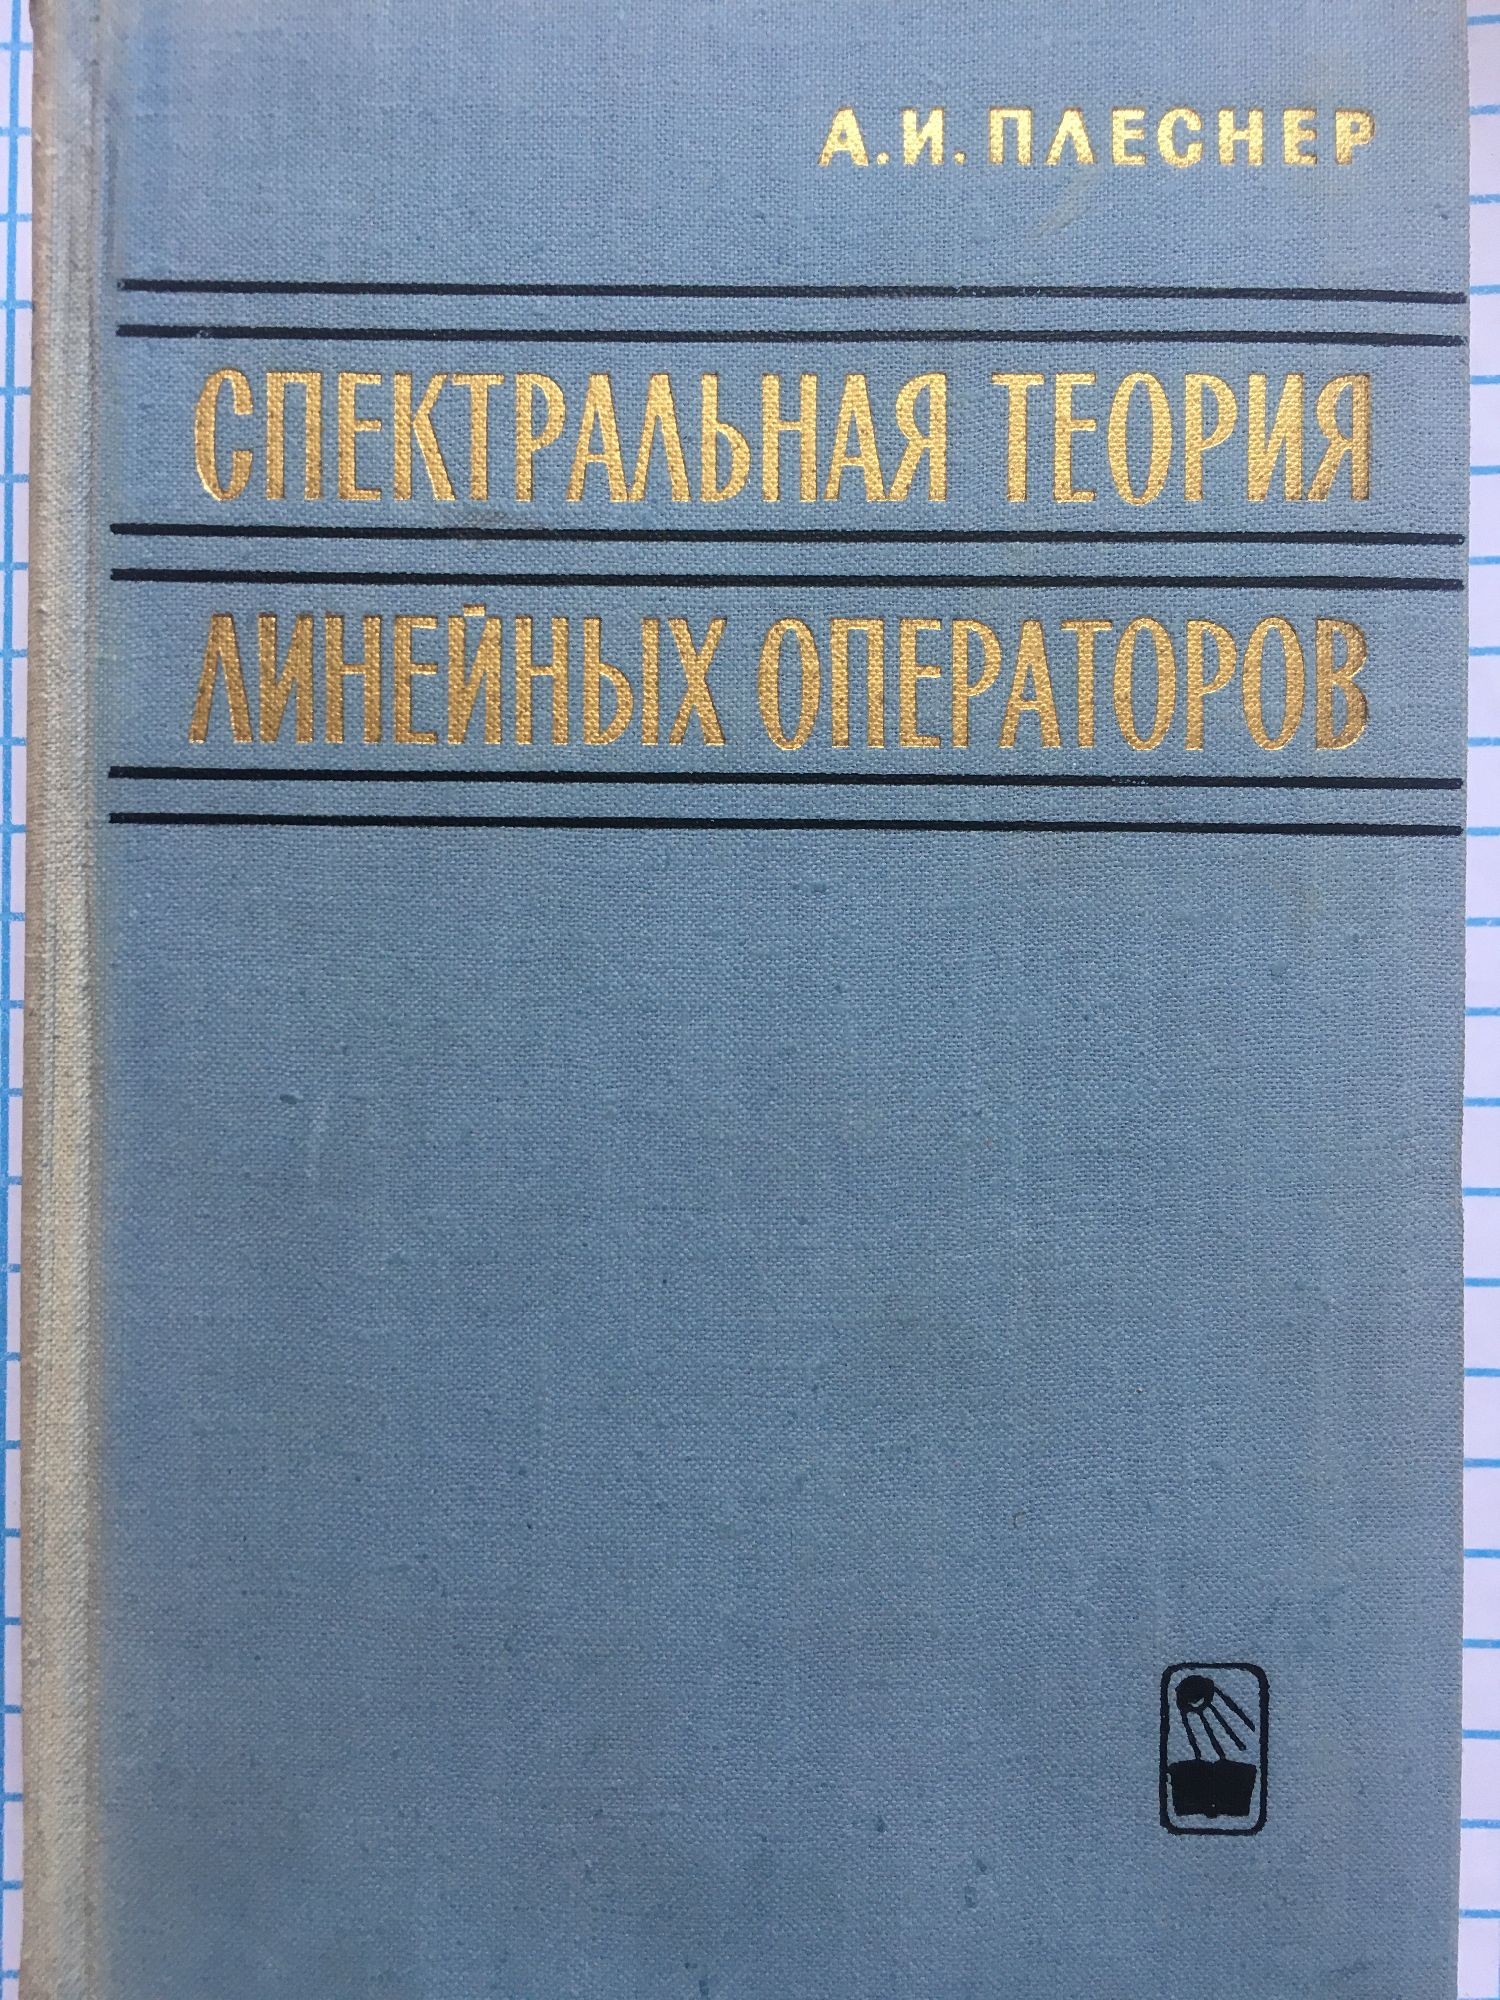 А. И. ПЛЕСНЕР
СПЕКТРАЛЬНАЯ ТЕОРИЯ
ЛИНЕЙНЫХ ОПЕРАТОРОВ